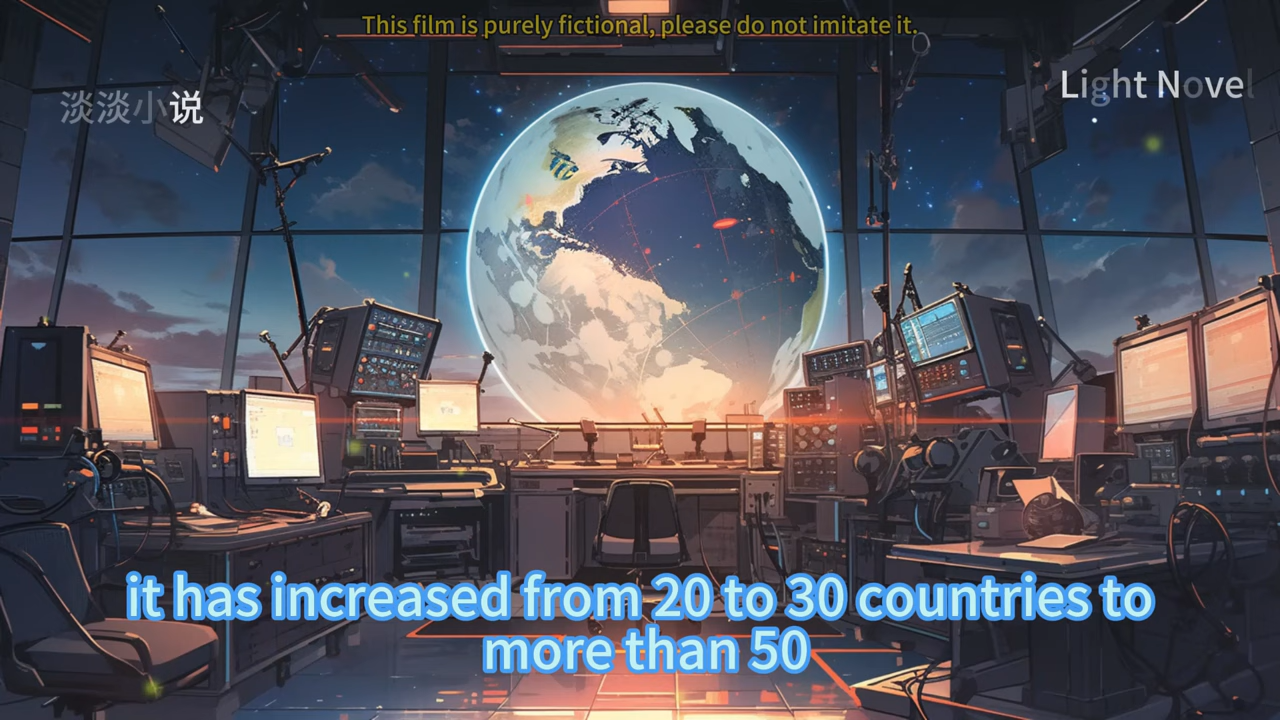 This film is purely fictional, please do not imitate it.
淡淡小说
Light Novel
it has increased from 20 to 30 countries to
more than 50